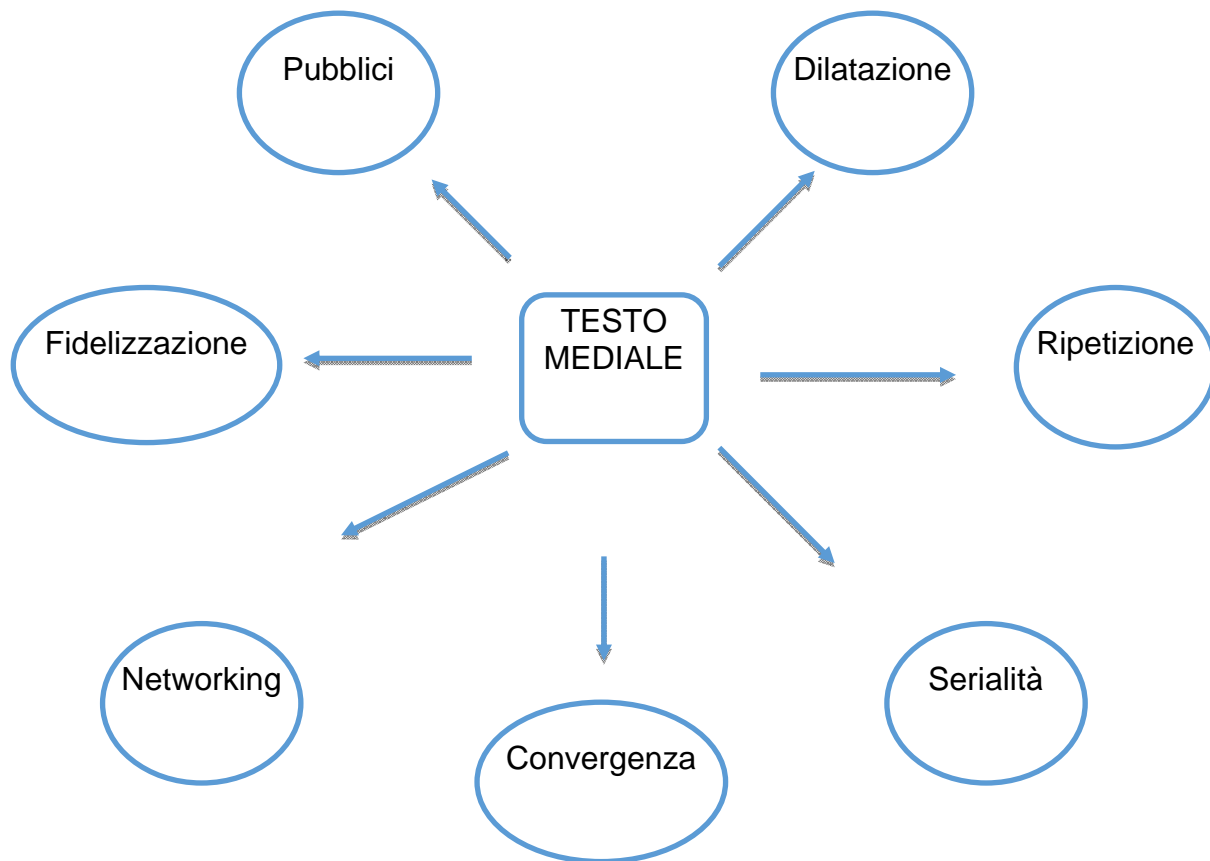 Pubblici
Dilatazione
TESTO
MEDIALE
Fidelizzazione
Ripetizione
Networking
Serialità
Convergenza